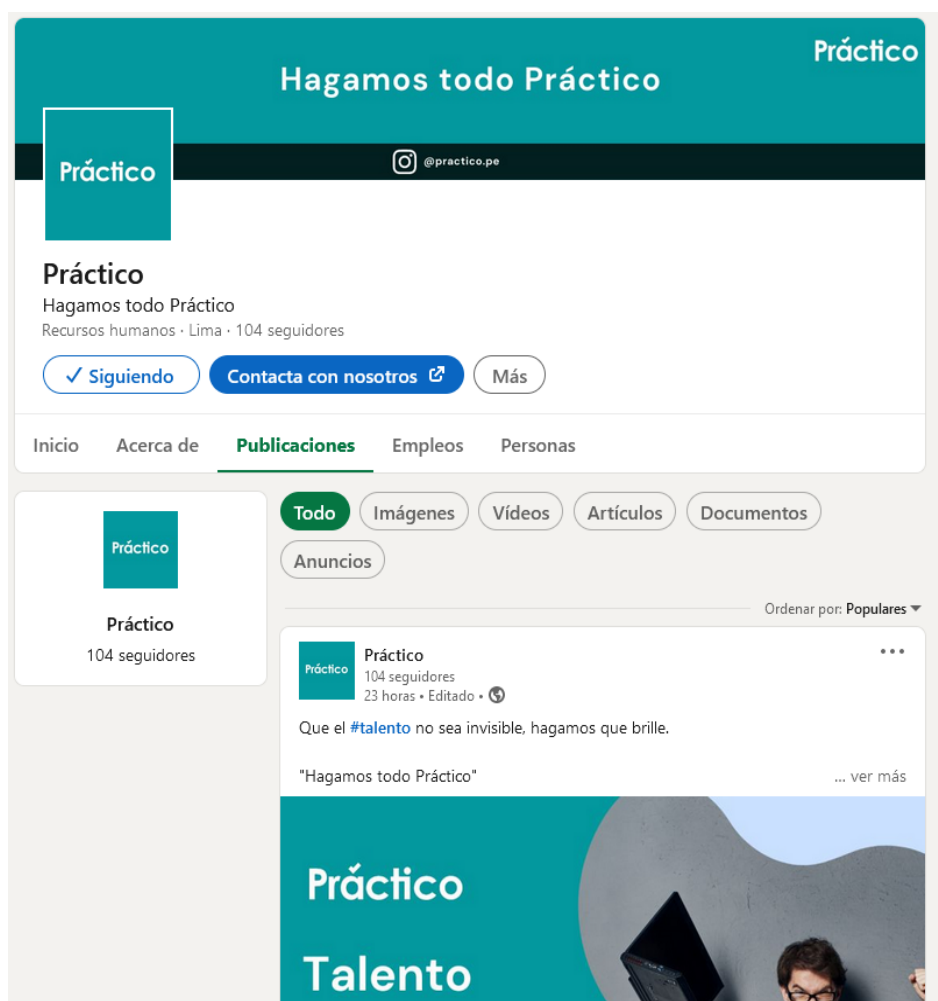 Práctico
Hagamos todo Práctico
@practico.pe
Práctico
Práctico
Hagamos todo Práctico
Recursos humanos · Lima · 104 seguidores
Siguiendo
Contacta con nosotros
Más
Inicio Acerca de Publicaciones Empleos Personas
Práctico
Práctico
104 seguidores
Todo Imágenes Vídeos Artículos Documentos
Anuncios
Ordenar por: Populares
Práctico
Práctico
104 seguidores
23 horas • Editado •
Que el #talento no sea invisible, hagamos que brille.
"Hagamos todo Práctico"
... ver más
Práctico
Talento